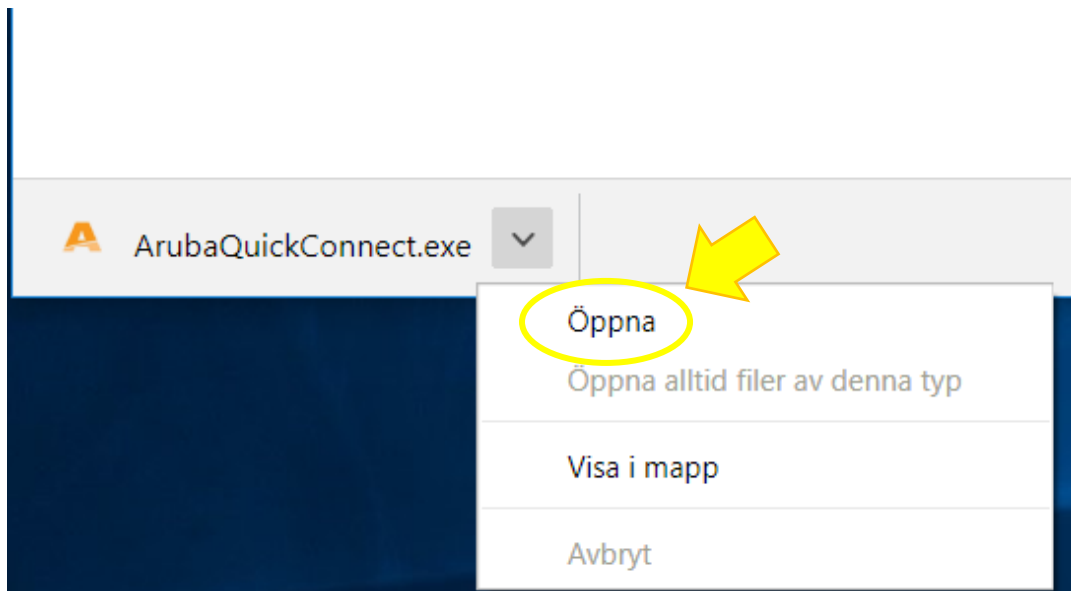 ArubaQuickConnect.exe
Öppna
Öppna alltid filer av denna typ
Visa i mapp
Avbryt